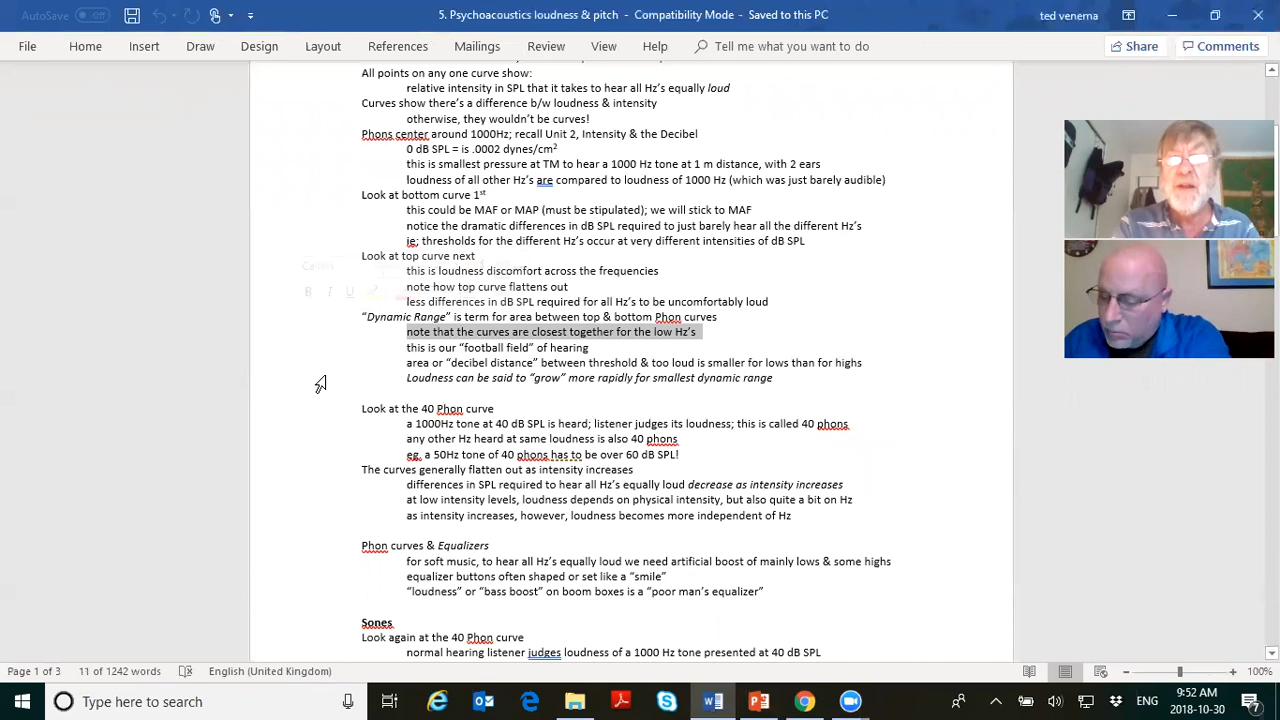 AutoSave Off
5. Psychoacoustics loudness & pitch - Compatibility Mode - Saved to this PC
ted venema
File Home Insert Draw Design Layout References Mailings Review View Help Tell me what you want to do Share Comments
All points on any one curve show:
relative intensity in SPL that it takes to hear all Hz's equally loud
Curves show there's a difference b/w loudness & intensity
otherwise, they wouldn't be curves!
Phons center around 1000Hz; recall Unit 2, Intensity & the Decibel
0 dB SPL = is .0002 dynes/cm2
this is smallest pressure at TM to hear a 1000 Hz tone at 1 m distance, with 2 ears
loudness of all other Hz's are compared to loudness of 1000 Hz (which was just barely audible)
Look at bottom curve 1st
this could be MAF or MAP (must be stipulated); we will stick to MAF
notice the dramatic differences in dB SPL required to just barely hear all the different Hz's
ie; thresholds for the different Hz's occur at very different intensities of dB SPL
Look at top curve next
this is loudness discomfort across the frequencies
note how top curve flattens out
less differences in dB SPL required for all Hz's to be uncomfortably loud
"Dynamic Range" is term for area between top & bottom Phon curves
note that the curves are closest together for the low Hz's
this is our "football field" of hearing
area or "decibel distance" between threshold & too loud is smaller for lows than for highs
Loudness can be said to "grow" more rapidly for smallest dynamic range
Look at the 40 Phon curve
a 1000Hz tone at 40 dB SPL is heard; listener judges its loudness; this is called 40 phons
any other Hz heard at same loudness is also 40 phons
eg. a 50Hz tone of 40 phons has to be over 60 dB SPL!
The curves generally flatten out as intensity increases
differences in SPL required to hear all Hz's equally loud decrease as intensity increases
at low intensity levels, loudness depends on physical intensity, but also quite a bit on Hz
as intensity increases, however, loudness becomes more independent of Hz
Phon curves & Equalizers
for soft music, to hear all Hz's equally loud we need artificial boost of mainly lows & some highs
equalizer buttons often shaped or set like a "smile"
"loudness" or "bass boost" on boom boxes is a "poor man's equalizer"
Sones
Look again at the 40 Phon curve
normal hearing listener judges loudness of a 1000 Hz tone presented at 40 dB SPL
Page 1 of 3 11 of 1242 words English (United Kingdom) 100%
Type here to search
ENG
9:52 AM
2018-10-30
7